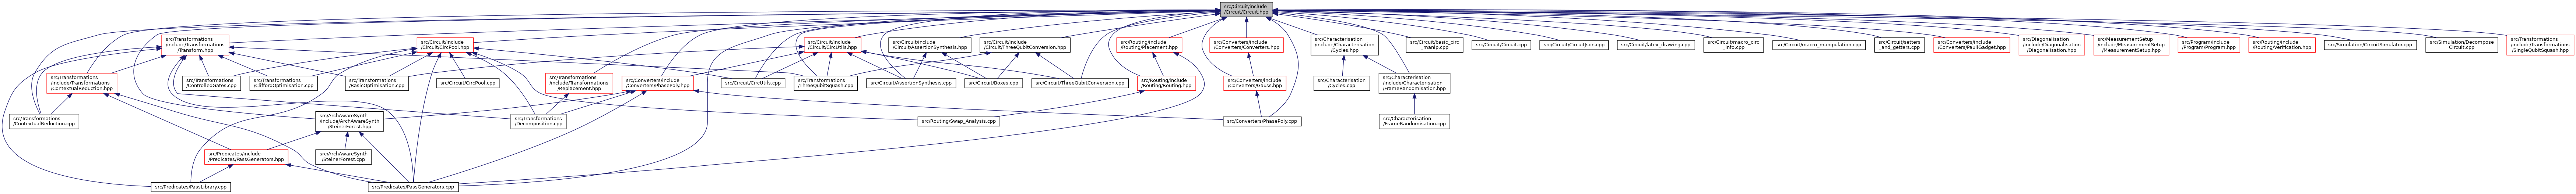 src/Circuit/include
/Circuit/Circuit.hpp
src/Transformations
/include/Transformations
/Transform.hpp
src/Circuit/include
/Circuit/CircPool.hpp
src/Circuit/include
/Circuit/CircUtils.hpp
src/Circuit/include
/Circuit/AssertionSynthesis.hpp
src/Circuit/include
/Circuit/ThreeQubitConversion.hpp
src/Routing/include
/Routing/Placement.hpp
src/Converters/include
/Converters/Converters.hpp
src/Characterisation
/include/Characterisation
/Cycles.hpp
src/Circuit/basic_circ
_manip.cpp
src/Circuit/Circuit.cpp
src/Circuit/CircuitJson.cpp
src/Circuit/latex_drawing.cpp
src/Circuit/macro_circ
_info.cpp
src/Circuit/macro_manipulation.cpp
src/Circuit/setters
_and_getters.cpp
src/Converters/include
/Converters/PauliGadget.hpp
src/Diagonalisation
/include/Diagonalisation
/Diagonalisation.hpp
src/MeasurementSetup
/include/MeasurementSetup
/MeasurementSetup.hpp
src/Program/include
/Program/Program.hpp
src/Routing/include
/Routing/Verification.hpp
src/Simulation/CircuitSimulator.cpp
src/Simulation/Decompose
Circuit.cpp
src/Transformations
/include/Transformations
/SingleQubitSquash.hpp
src/Transformations
/include/Transformations
/ContextualReduction.hpp
src/Transformations
/ControlledGates.cpp
src/Transformations
/CliffordOptimisation.cpp
src/Transformations
/BasicOptimisation.cpp
src/Circuit/CircPool.cpp
src/Transformations
/include/Transformations
/Replacement.hpp
src/Converters/include
/Converters/PhasePoly.hpp
src/Circuit/CircUtils.cpp
src/Transformations
/ThreeQubitSquash.cpp
src/Circuit/AssertionSynthesis.cpp
src/Circuit/Boxes.cpp
src/Circuit/ThreeQubitConversion.cpp
src/Routing/include
/Routing/Routing.hpp
src/Converters/include
/Converters/Gauss.hpp
src/Characterisation
/Cycles.cpp
src/Characterisation
/include/Characterisation
/FrameRandomisation.hpp
src/Transformations
/ContextualReduction.cpp
src/ArchAwareSynth
/include/ArchAwareSynth
/SteinerForest.hpp
src/Transformations
/Decomposition.cpp
src/Routing/Swap_Analysis.cpp
src/Converters/PhasePoly.cpp
src/Characterisation
/FrameRandomisation.cpp
src/Predicates/include
/Predicates/PassGenerators.hpp
src/ArchAwareSynth
/SteinerForest.cpp
src/Predicates/PassLibrary.cpp
src/Predicates/PassGenerators.cpp